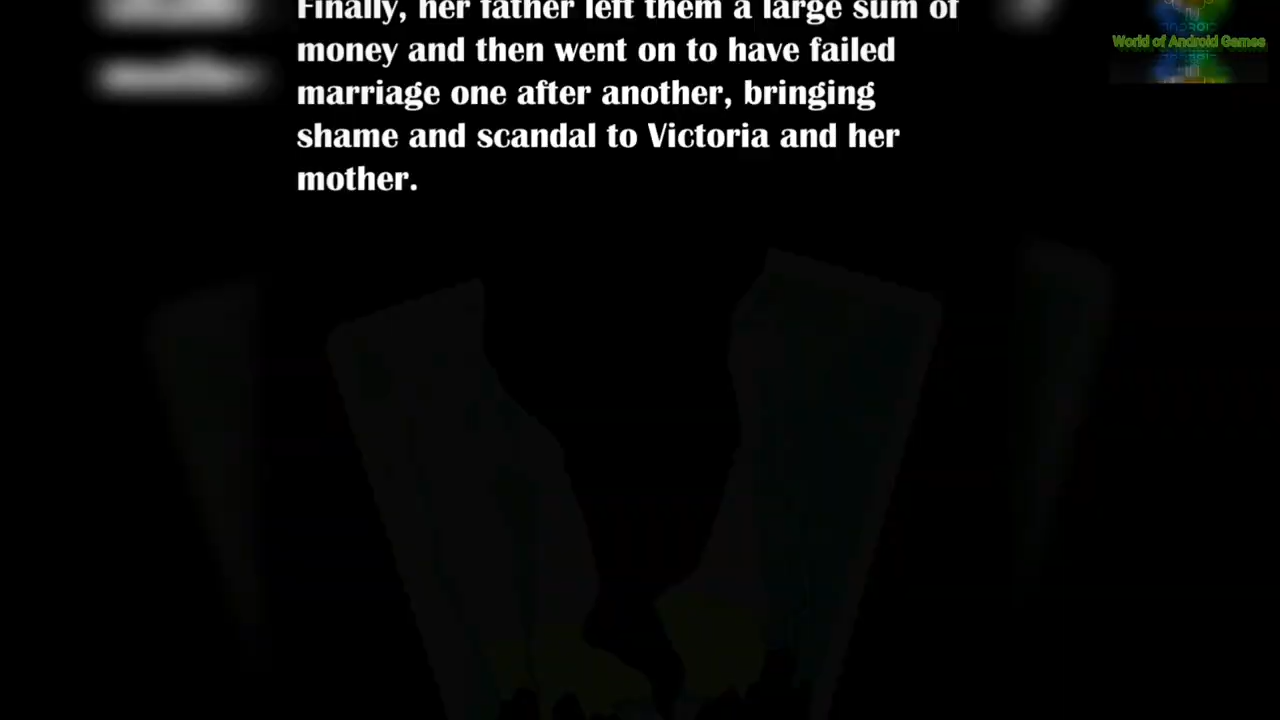 Finally, her father left them a large sum of
money and then went on to have failed
marriage one after another, bringing
shame and scandal to Victoria and her
mother.
World of Android Games